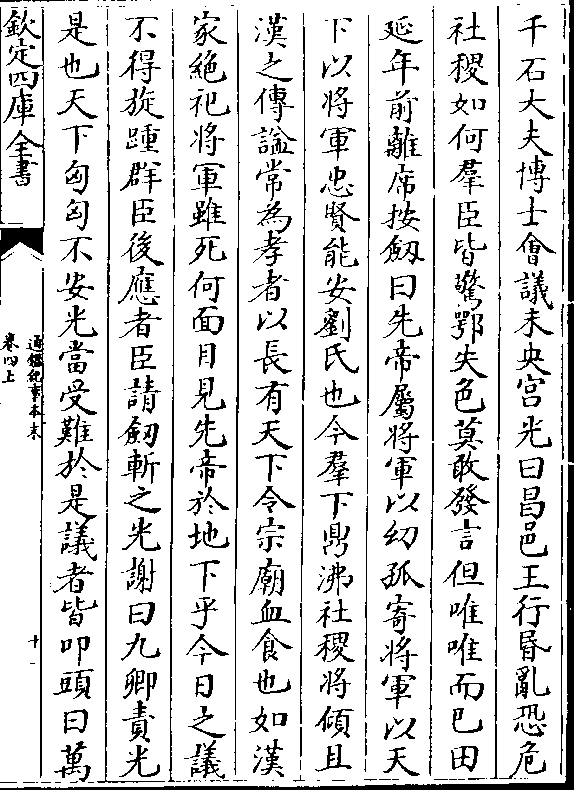 千石大夫博士會議未央宫光曰昌邑王行昬亂恐危
社稷如何羣臣皆驚鄂失色莫敢發言但唯唯而已田
延年前離席按劒曰先帝屬將軍以幼孤寄將軍以天
下以將軍忠賢能安劉氏也今羣下鼎沸社稷將傾且
漢之傳諡常為孝者以長有天下令宗廟血食也如漢
家絶祀將軍雖死何面目見先帝於地下乎今日之議
不得旋踵群臣後應者臣請劒斬之光謝曰九卿責光
是也天下匈匈不安光當受難於是議者皆叩頭曰萬
欽定四庫全書
通鑑紀事本末
卷四上
十一